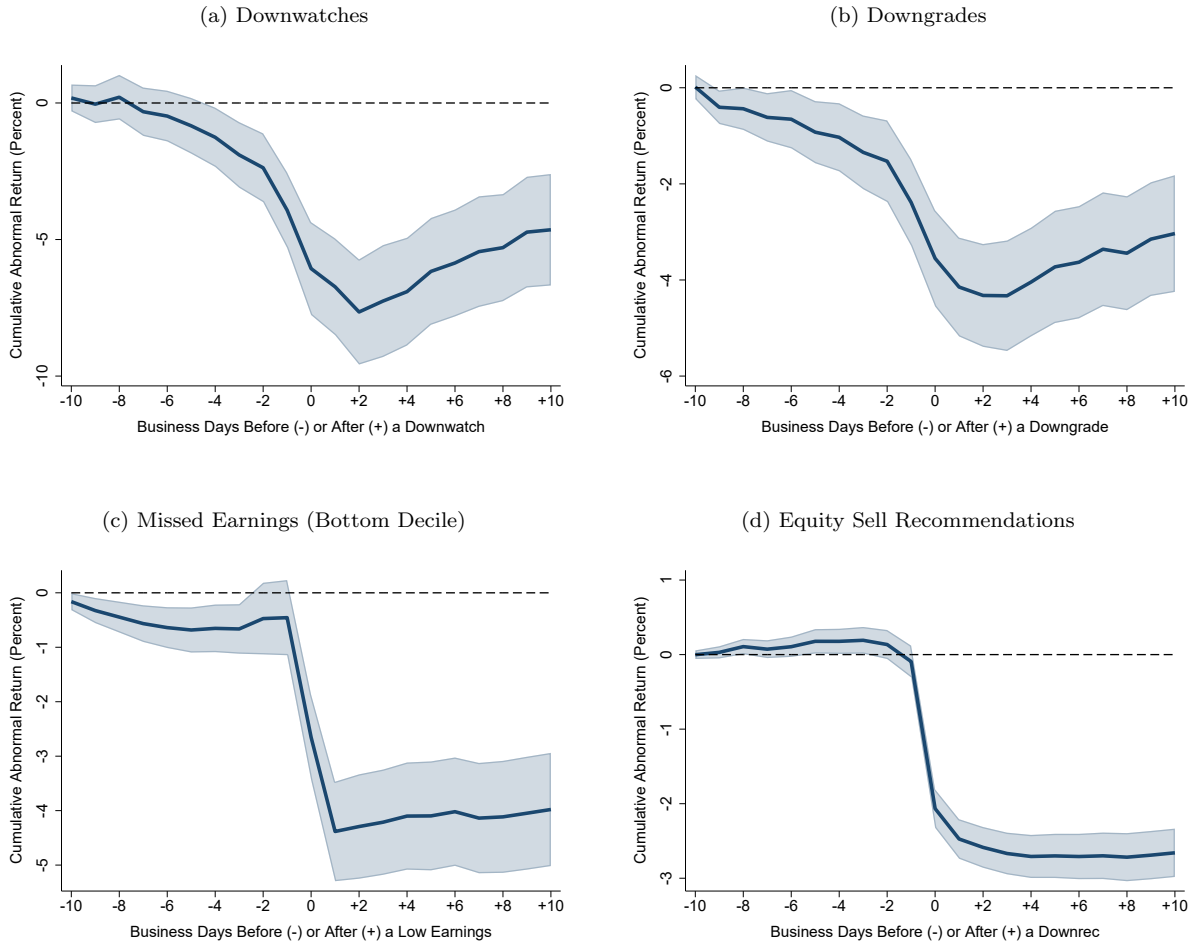 (a) Downwatches
Cumulative Abnormal Return (Percent)
0
-5
-10
-10 -8 -6 -4 -2 0 +2 +4 +6 +8 +10
Business Days Before (-) or After (+) a Downwatch
(b) Downgrades
Cumulative Abnormal Return (Percent)
0
-2
-4
-6
-10 -8 -6 -4 -2 0 +2 +4 +6 +8 +10
Business Days Before (-) or After (+) a Downgrade
(c) Missed Earnings (Bottom Decile)
Cumulative Abnormal Return (Percent)
0
-1
-2
-3
-4
-5
-10 -8 -6 -4 -2 0 +2 +4 +6 +8 +10
Business Days Before (-) or After (+) a Low Earnings
(d) Equity Sell Recommendations
Cumulative Abnormal Return (Percent)
1
0
-1
-2
-3
-10 -8 -6 -4 -2 0 +2 +4 +6 +8 +10
Business Days Before (-) or After (+) a Downrec